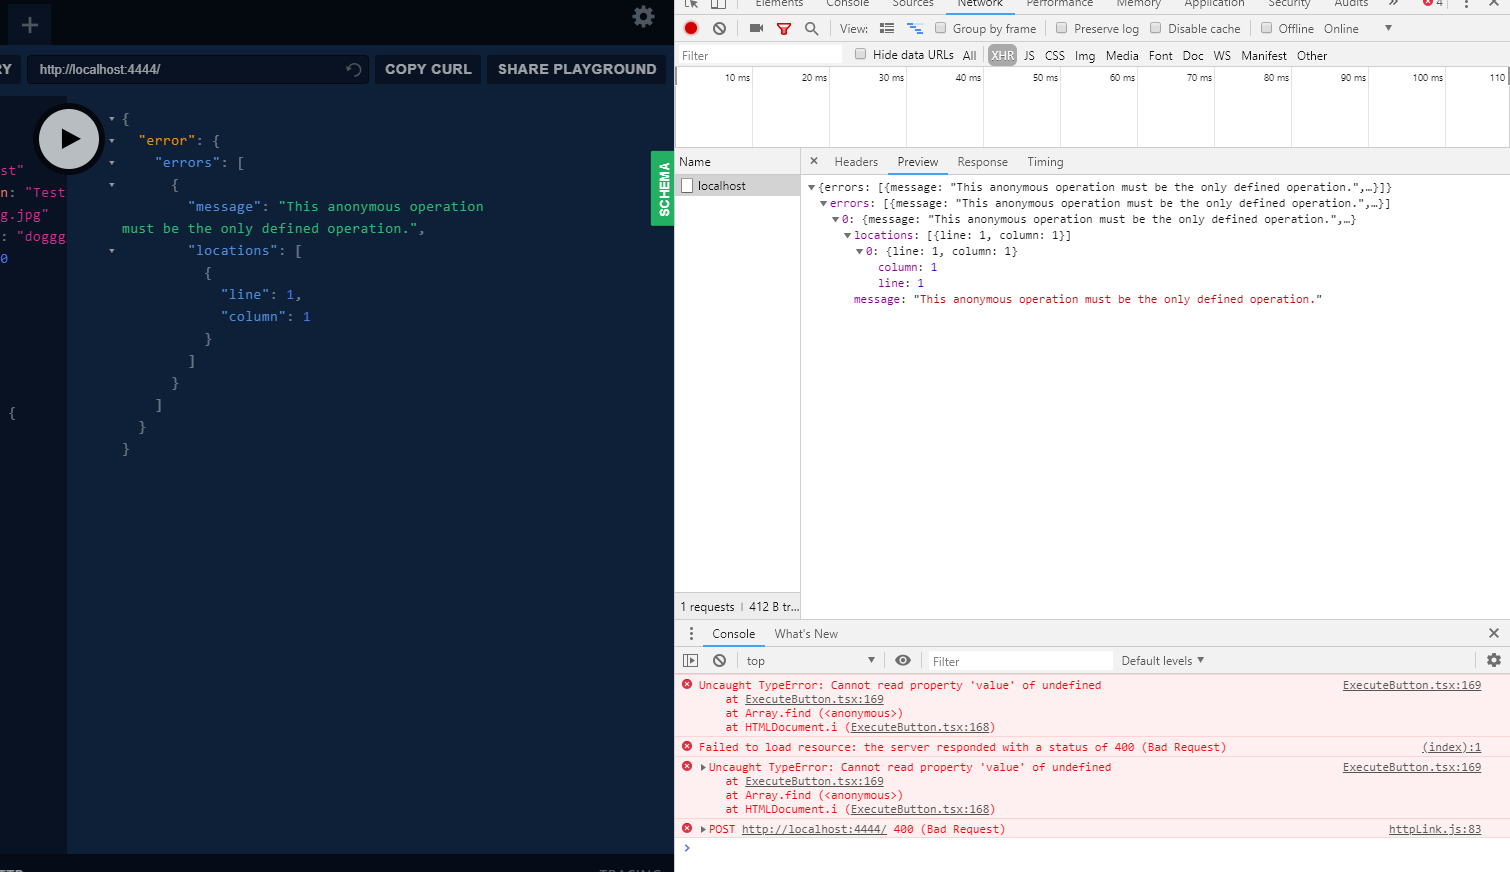 +
RY
http://localhost:4444/
COPY CURL
SHARE PLAYGROUND
st"
n: "Test
g.jpg"
: "doggg
0
{
{
"error": {
"errors": [
{
"message": "This anonymous operation
must be the only defined operation.",
"locations": [
{
"line": 1,
"column": 1
}
]
}
]
}
}
SCHEMA
TRACING
Elements Console Sources Network Performance Memory Application Security Audits » 4
View: Group by frame Preserve log Disable cache Offline Online
Filter Hide data URLs All XHR JS CSS Img Media Font Doc WS Manifest Other
10 ms 20 ms 30 ms 40 ms 50 ms 60 ms 70 ms 80 ms 90 ms 100 ms 110
Name
localhost
1 requests | 412 B tr...
× Headers Preview Response Timing
{errors: [{message: "This anonymous operation must be the only defined operation.",…}]}
errors: [{message: "This anonymous operation must be the only defined operation.",…}]
0: {message: "This anonymous operation must be the only defined operation.",…}
locations: [{line: 1, column: 1}]
0: {line: 1, column: 1}
column: 1
line: 1
message: "This anonymous operation must be the only defined operation."
Console What's New
top Filter Default levels
Uncaught TypeError: Cannot read property 'value' of undefined ExecuteButton.tsx:169
at ExecuteButton.tsx:169
at Array.find (<anonymous>)
at HTMLDocument.i (ExecuteButton.tsx:168)
Failed to load resource: the server responded with a status of 400 (Bad Request) (index):1
Uncaught TypeError: Cannot read property 'value' of undefined ExecuteButton.tsx:169
at ExecuteButton.tsx:169
at Array.find (<anonymous>)
at HTMLDocument.i (ExecuteButton.tsx:168)
POST http://localhost:4444/ 400 (Bad Request) httpLink.js:83
>